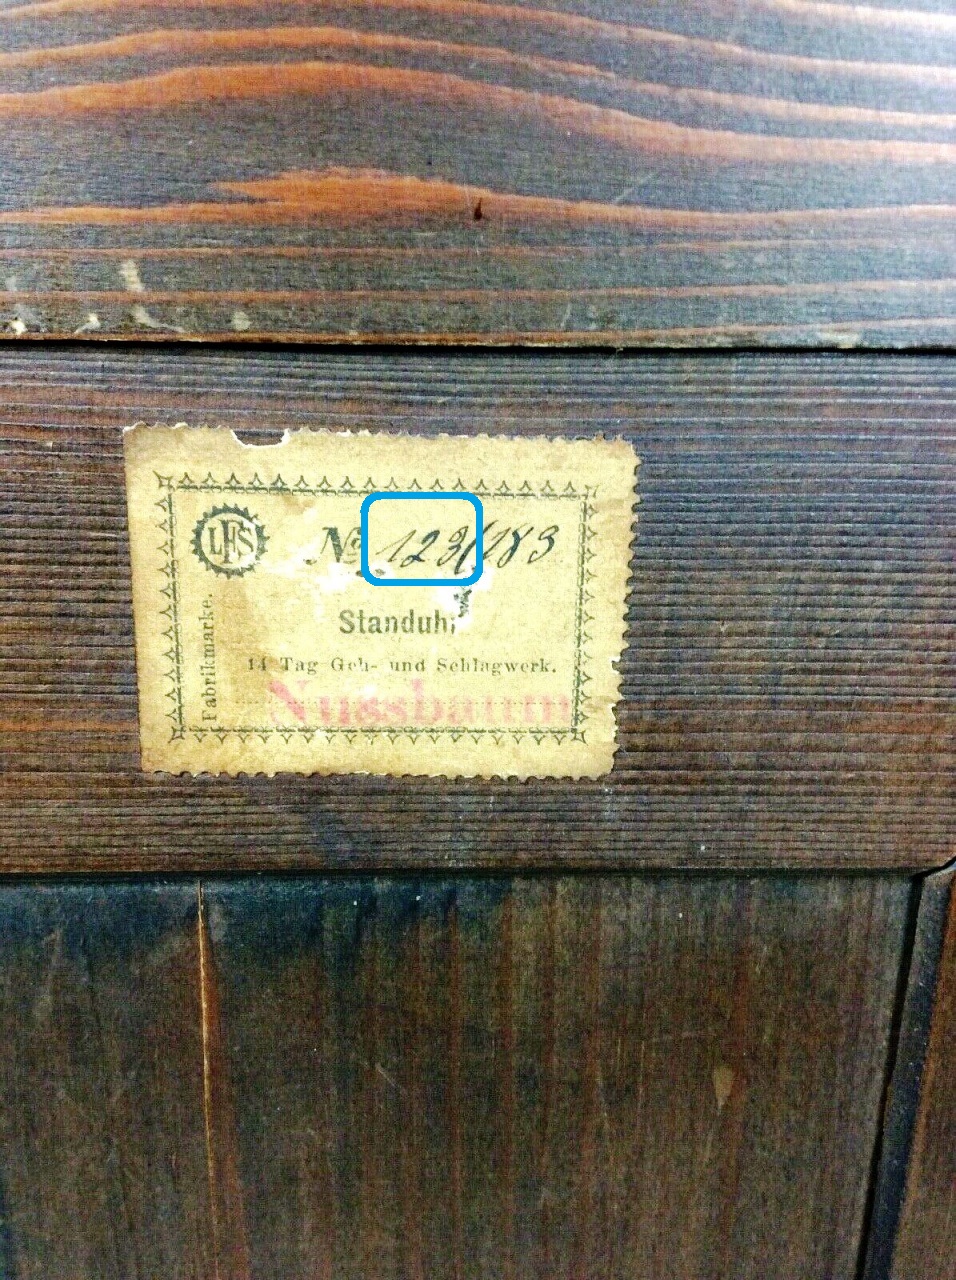 LFS
Nº 123/183
Standuhr
14 Tag Geh- und Schlagwerk.
Nussbaum
Fabrikmarke.